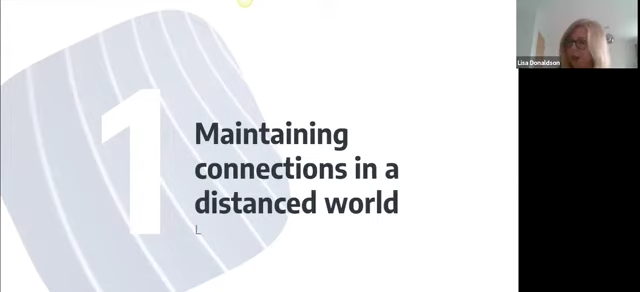 Lisa Donaldson
1
Maintaining
connections in a
distanced world
L